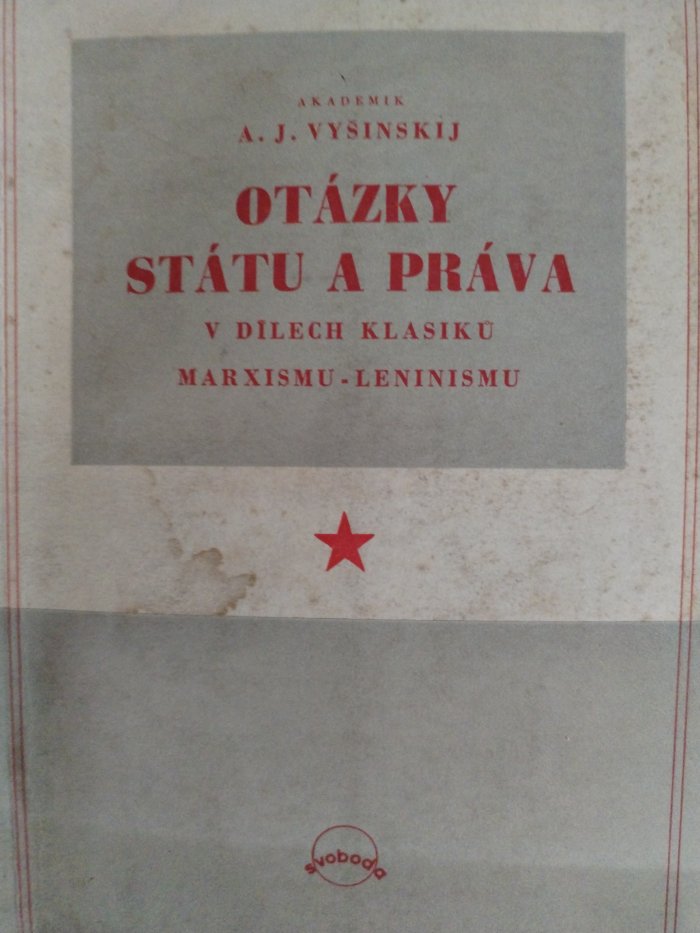 AKADEMIK
A. J. VYŠINSKIJ
OTÁZKY
STÁTU A PRÁVA
V DÍLECH KLASIKŮ
MARXISMU-LENINISMU
svoboda